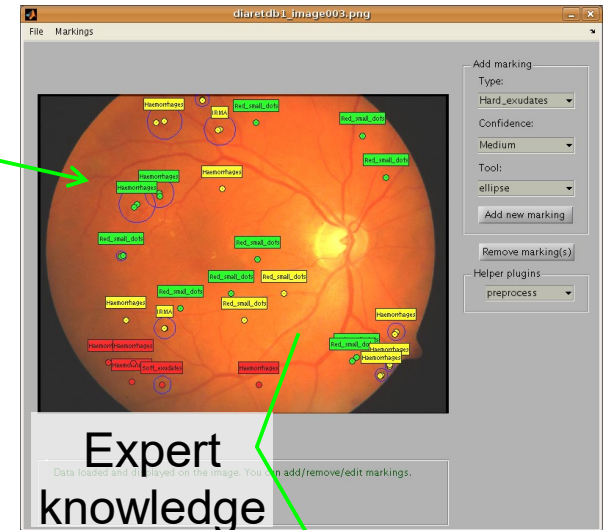 diaretdb1_image003.png
File Markings
Haemorrhages
IRMA
Red_small_dots
Red_small_dots
Red_small_dots
Haemorrhages
Haemorrhages
Haemorrhages
Red_small_dots
Red_small_dots
Red_small_dots
Red_small_dots
Red_small_dots
Red_small_dots
Haemorrhages
IRMA
Haemorrhages
Haemorrhages
Soft_exudates
Haemorrhages
Haemorrhages
Red_small_dots
Haemorrhages
Haemorrhages
Add marking
Type:
Hard_exudates
Confidence:
Medium
Tool:
ellipse
Add new marking
Remove marking(s)
Helper plugins
preprocess
Data loaded and displayed on the image. You can add/remove/edit markings.
Expert
knowledge